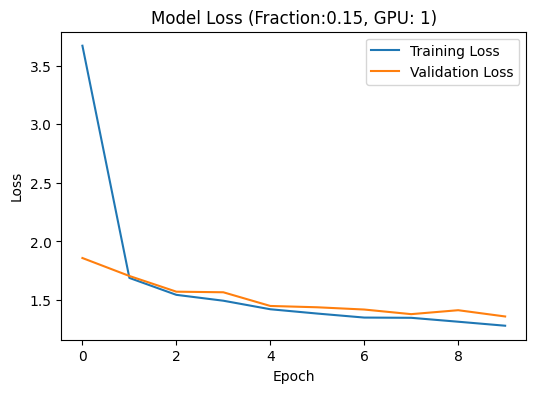 Model Loss (Fraction:0.15, GPU: 1)
Training Loss
Validation Loss
3.5
3.0
2.5
2.0
1.5
Loss
0 2 4 6 8
Epoch